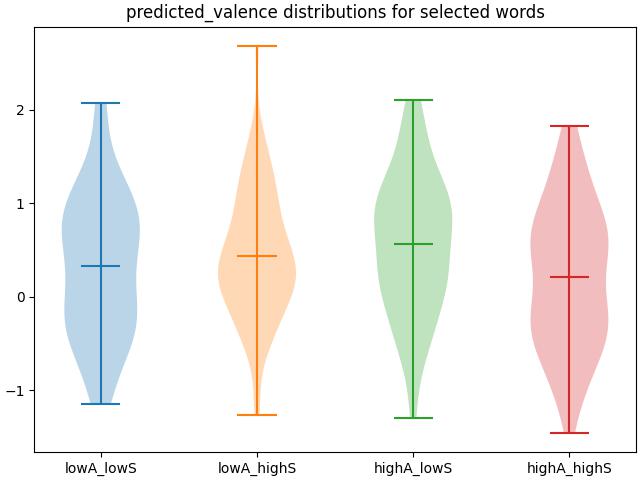 predicted_valence distributions for selected words
2
1
0
−1
lowA_lowS
lowA_highS
highA_lowS
highA_highS